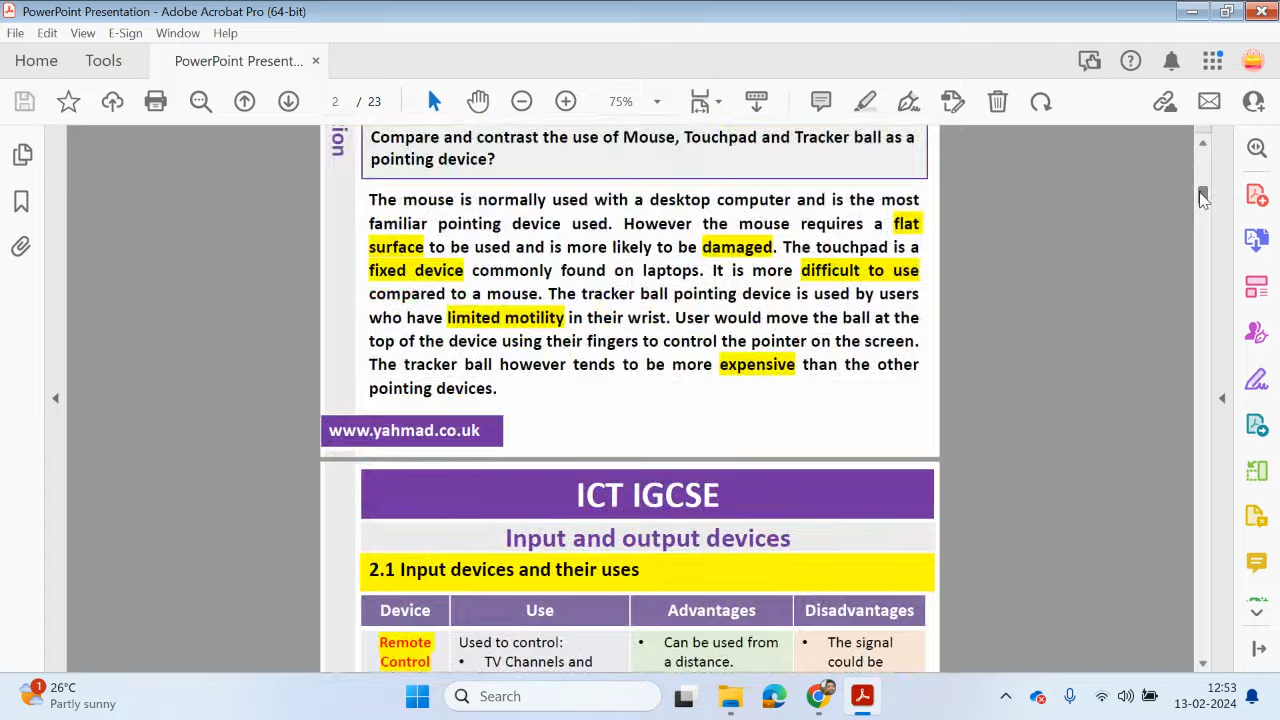 PowerPoint Presentation - Adobe Acrobat Pro (64-bit)
File Edit View E-Sign Window Help
Home Tools PowerPoint Present... ×
2 / 23 75%
tion
Compare and contrast the use of Mouse, Touchpad and Tracker ball as a
pointing device?
The mouse is normally used with a desktop computer and is the most
familiar pointing device used. However the mouse requires a flat
surface to be used and is more likely to be damaged. The touchpad is a
fixed device commonly found on laptops. It is more difficult to use
compared to a mouse. The tracker ball pointing device is used by users
who have limited motility in their wrist. User would move the ball at the
top of the device using their fingers to control the pointer on the screen.
The tracker ball however tends to be more expensive than the other
pointing devices.
www.yahmad.co.uk
ICT IGCSE
Input and output devices
2.1 Input devices and their uses
Device Use Advantages Disadvantages
Remote Used to control: • Can be used from • The signal
Control • TV Channels and a distance. could be
1 26°C
Partly sunny
Search
12:53
13-02-2024